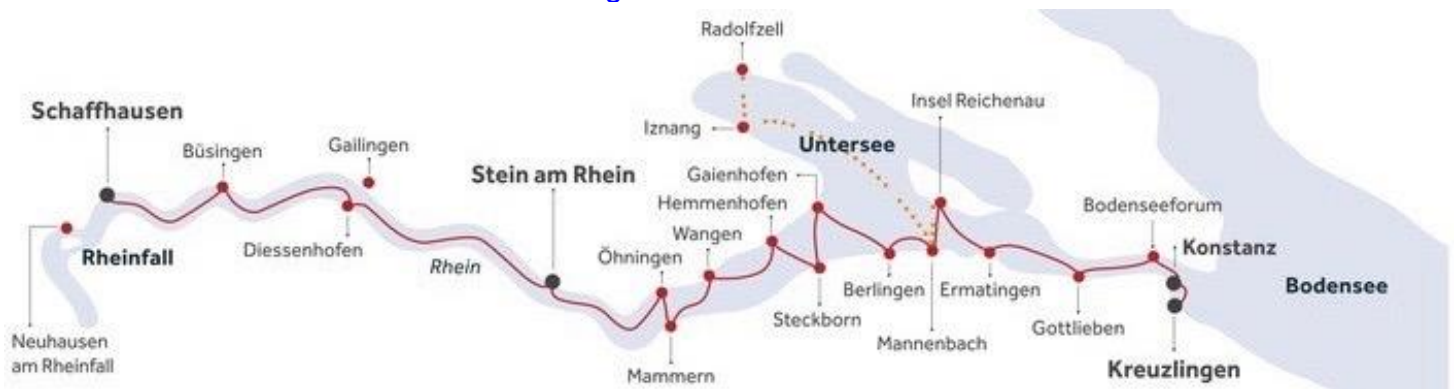 Radolfzell
Schaffhausen
Insel Reichenau
Büsingen
Gailingen
Iznang
Untersee
Stein am Rhein
Gaienhofen
Hemmenhofen
Bodenseeforum
Wangen
Konstanz
Rheinfall
Diessenhofen
Rhein
Öhningen
Berlingen
Ermatingen
Bodensee
Steckborn
Gottlieben
Neuhausen
am Rheinfall
Mannenbach
Mammern
Kreuzlingen